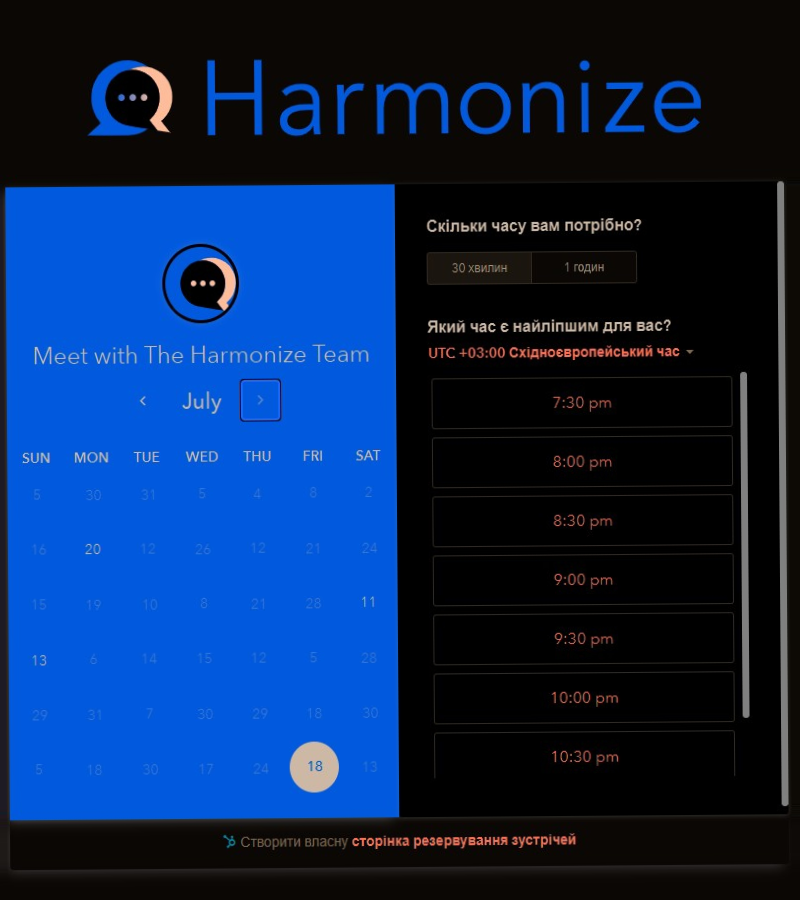 Harmonize
Meet with The Harmonize Team
July
SUN MON TUE WED THU FRI SAT
5 30 31 5 4 8 2
16 20 12 26 12 21 24
15 19 10 8 21 28 11
13 6 14 15 12 5 28
29 31 7 30 29 18 30
5 18 30 17 24 18 13
Скільки часу вам потрібно?
30 хвилин 1 годин
Який час є найліпшим для вас?
UTC +03:00 Східноєвропейський час
7:30 pm
8:00 pm
8:30 pm
9:00 pm
9:30 pm
10:00 pm
10:30 pm
Створити власну сторінка резервування зустрічей